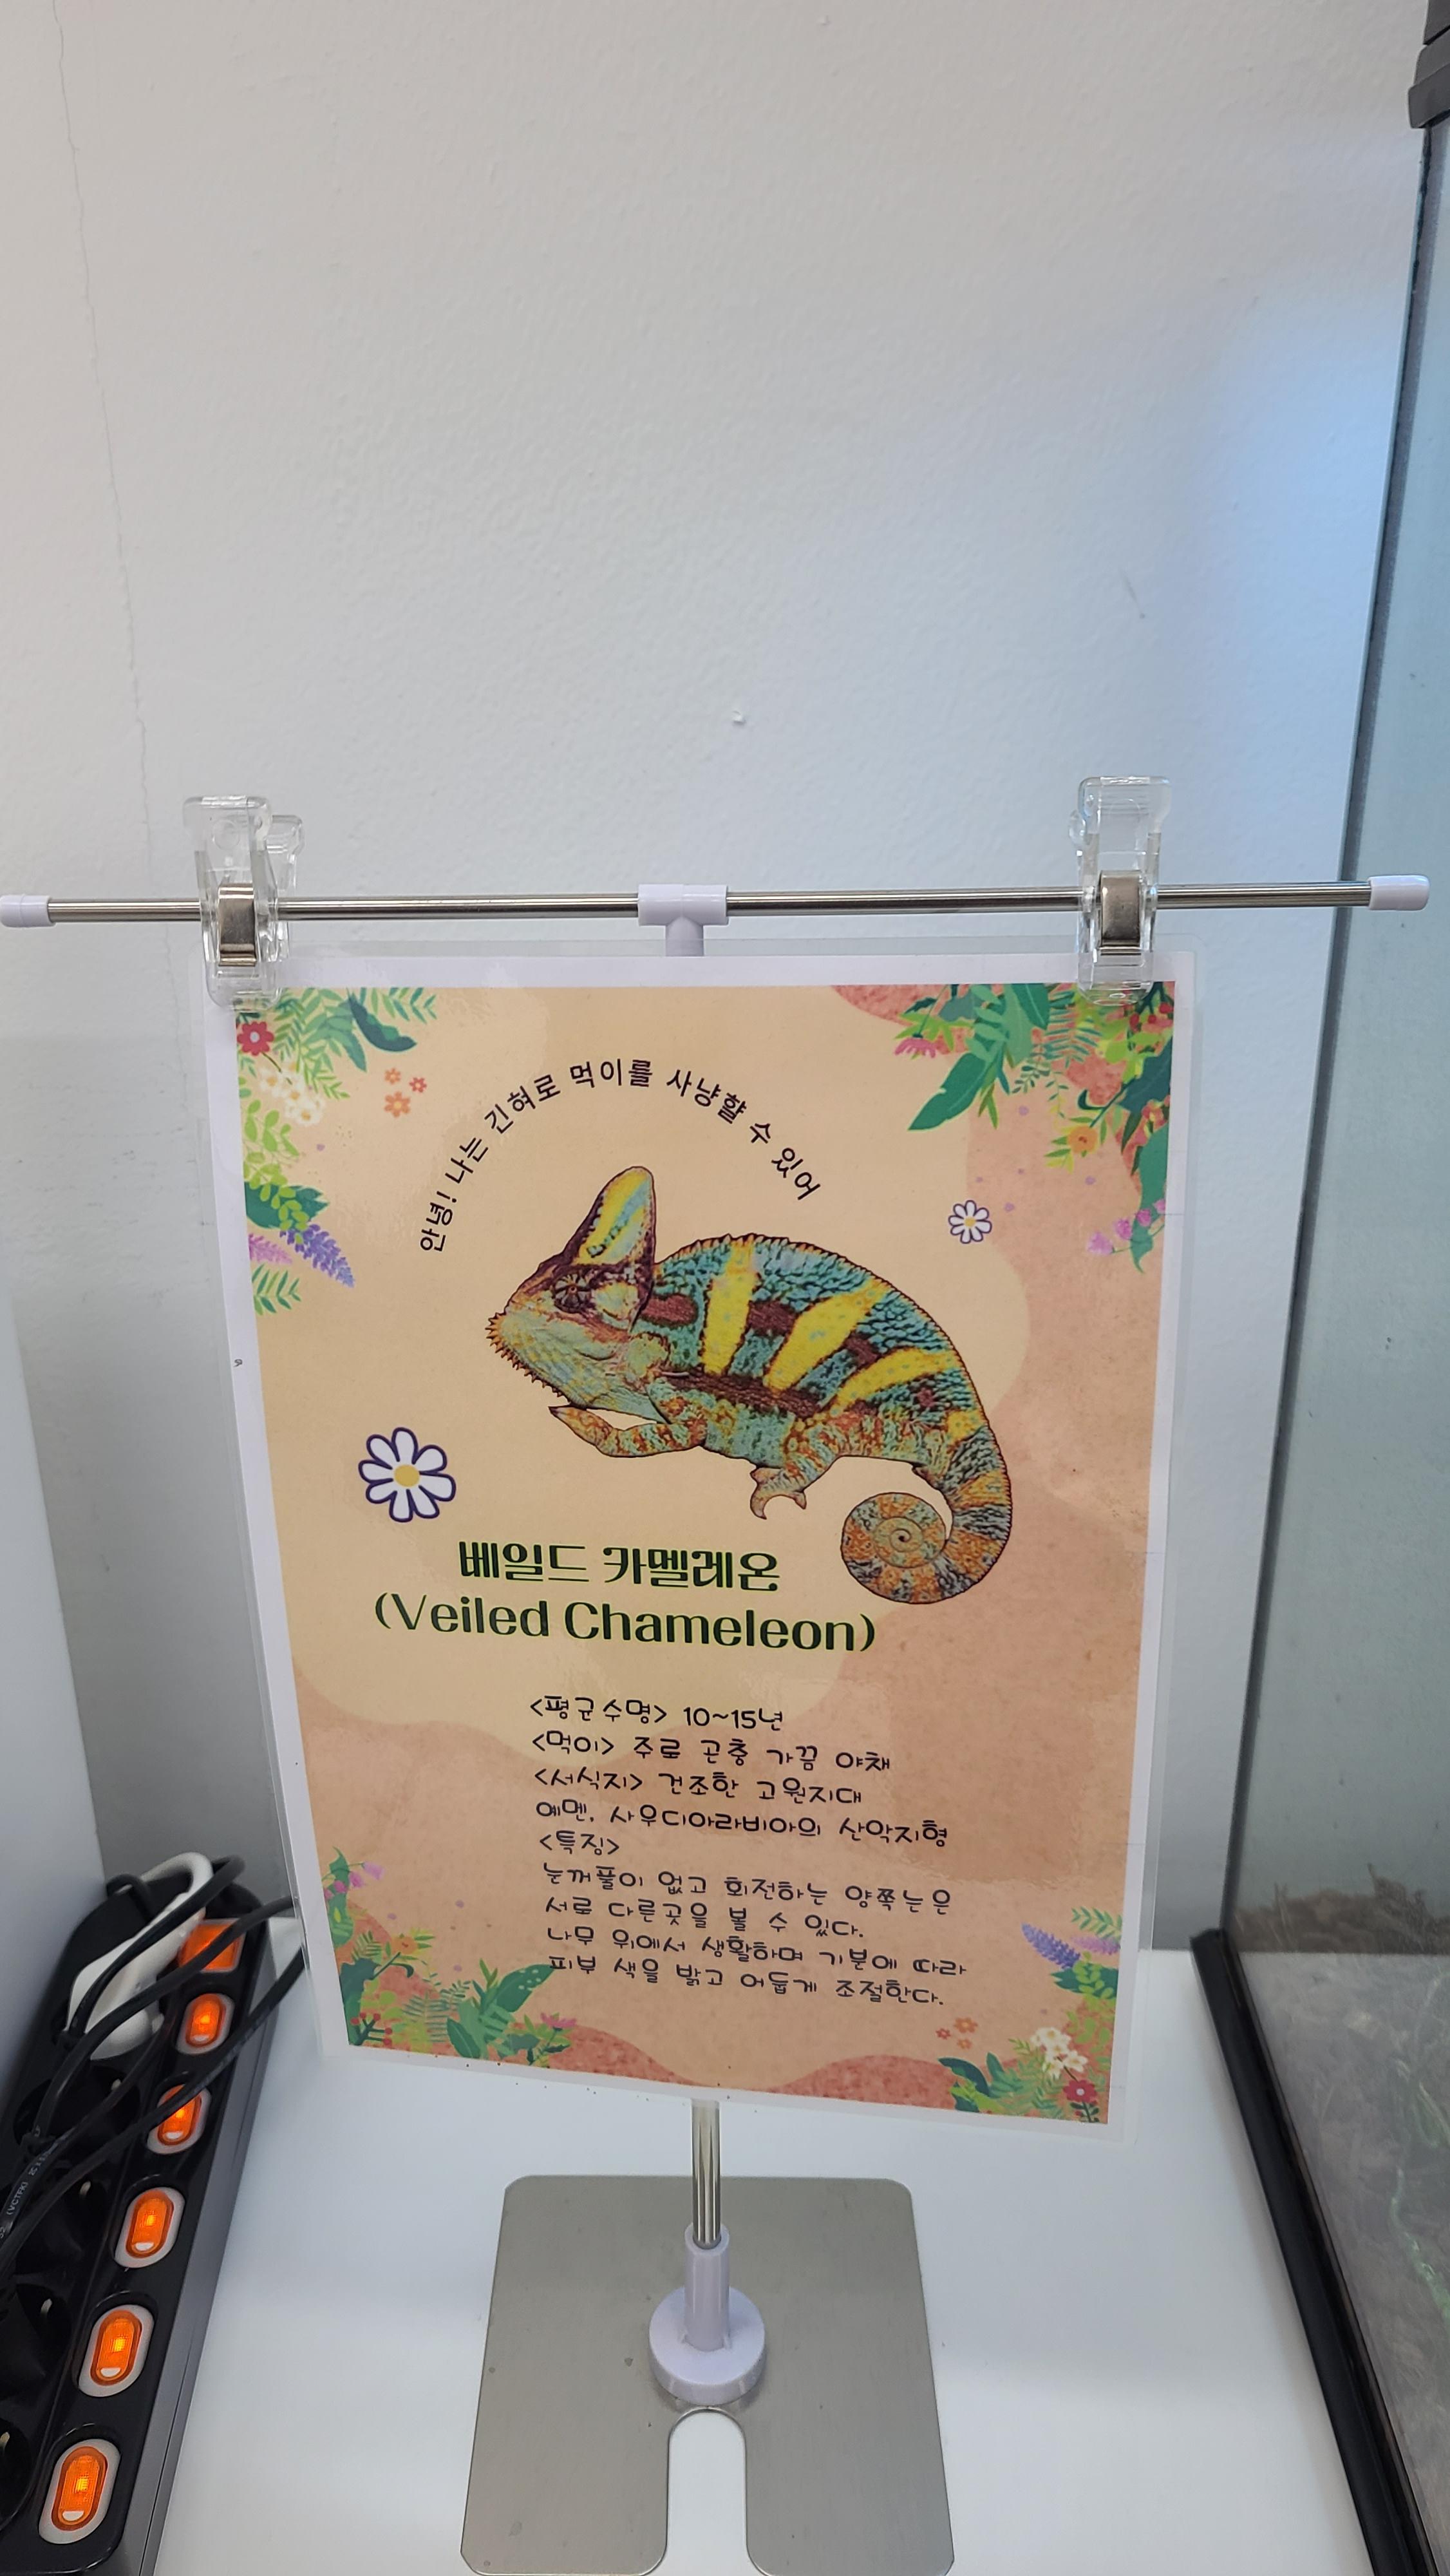 안녕! 나는 긴혀로 먹이를 사냥할 수 있어
베일드 카멜레온
(Veiled Chameleon)
<평균수명> 10~15년
<먹이> 주로 곤충 가끔 야채
<서식지> 건조한 고원지대
예멘, 사우디아라비아의 산악지형
<특징>
눈꺼풀이 없고 회전하는 양쪽눈은
서로 다른곳을 볼 수 있다.
나무 위에서 생활하며 기분에 따라
피부 색을 밝고 어둡게 조절한다.
(VCTFK)